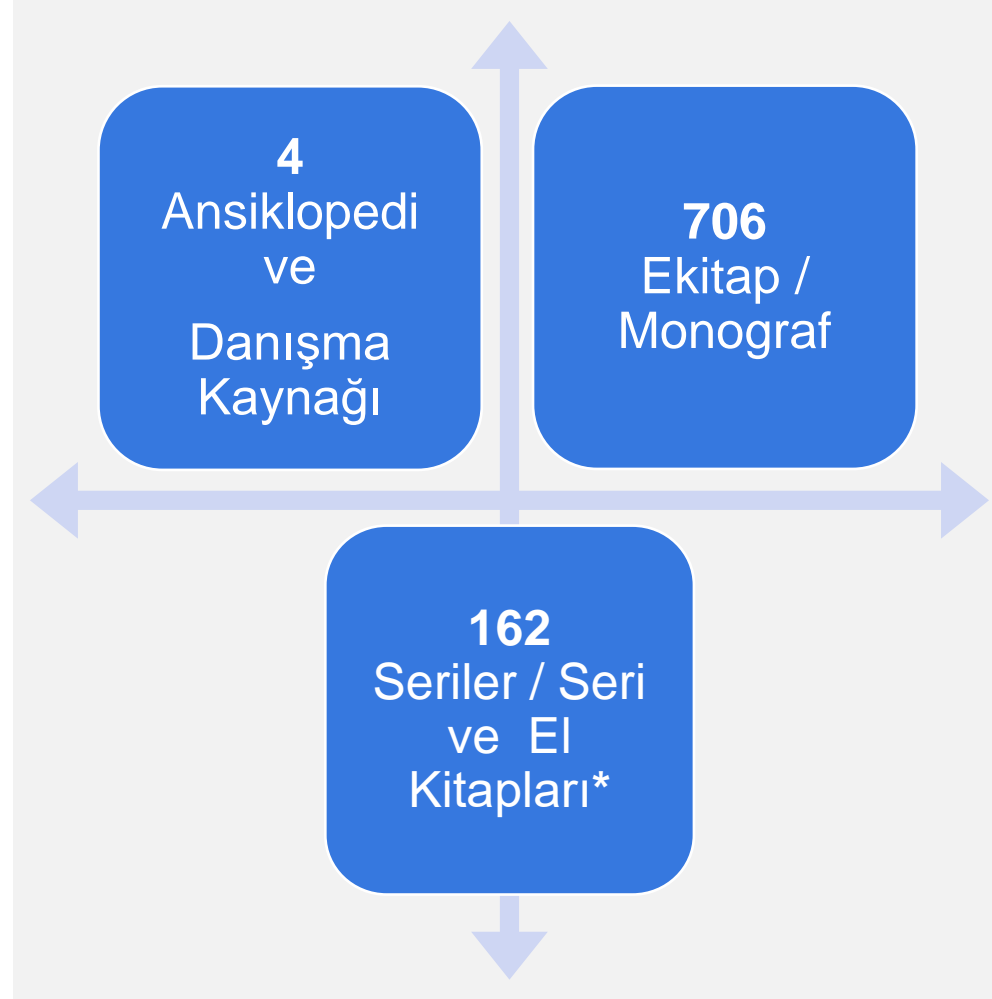 4
Ansiklopedi
ve
Danışma
Kaynağı
706
Ekitap /
Monograf
162
Seriler / Seri
ve El
Kitapları*